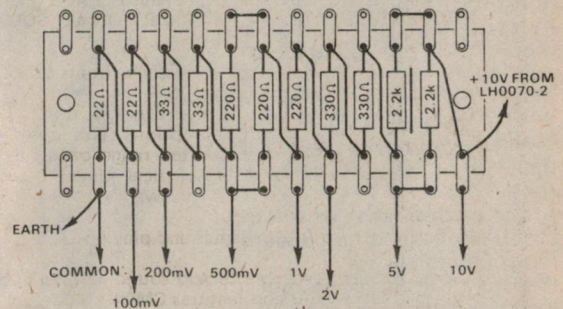 +10V FROM
LH0070-2
22Ω
22Ω
33Ω
33Ω
220Ω
220Ω
220Ω
330Ω
330Ω
2.2k
2.2k
EARTH
COMMON
100mV
200mV
500mV
1V
2V
5V
10V